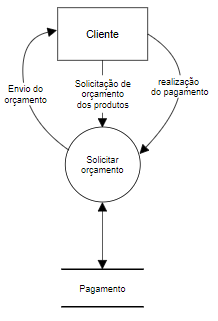 Cliente
Envio do
orçamento
Solicitação de
orçamento
dos produtos
realização
do pagamento
Solicitar
orçamento
Pagamento